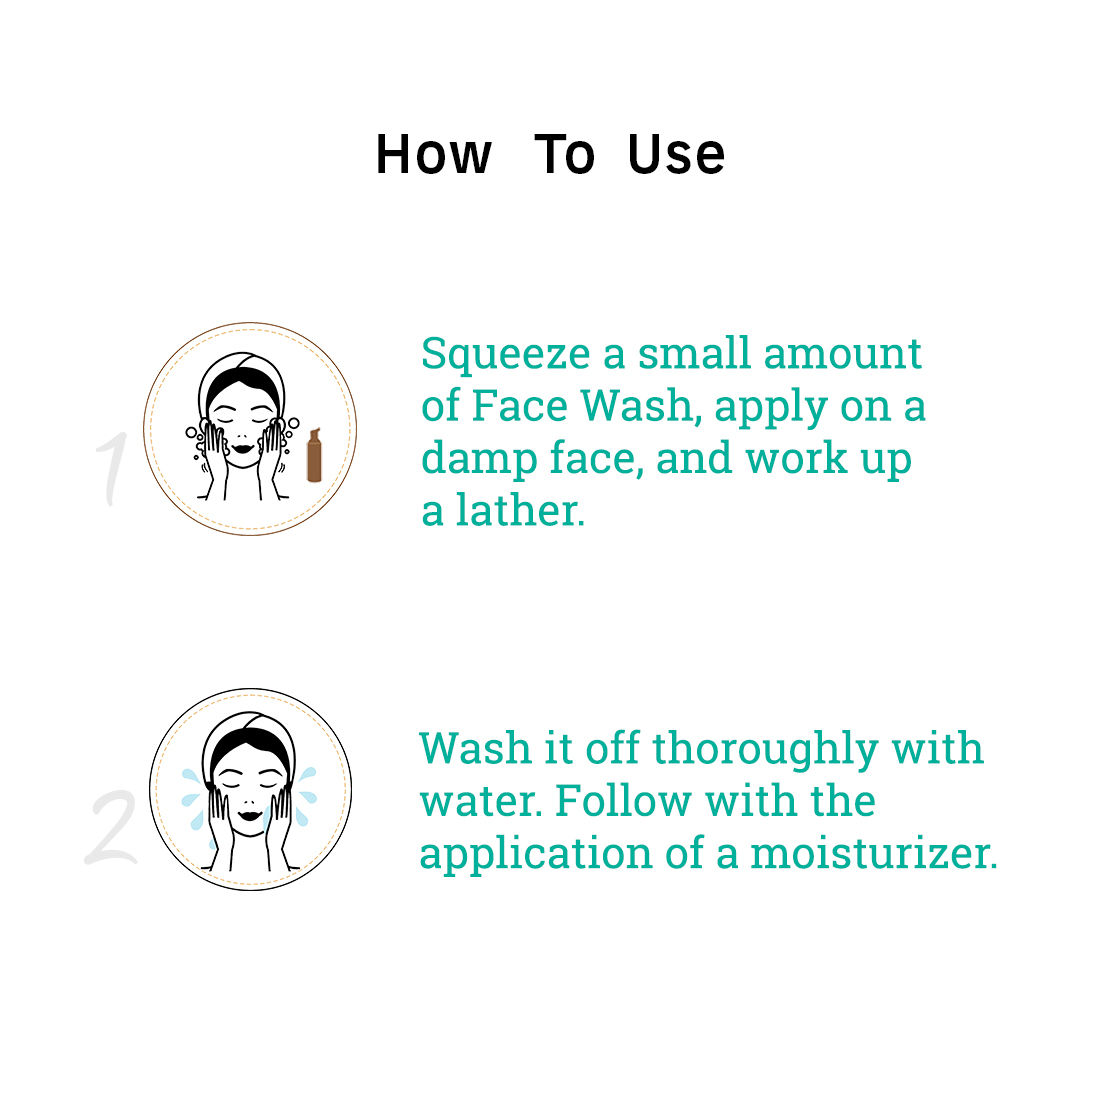 How To Use
1
Squeeze a small amount
of Face Wash, apply on a
damp face, and work up
a lather.
2
Wash it off thoroughly with
water. Follow with the
application of a moisturizer.